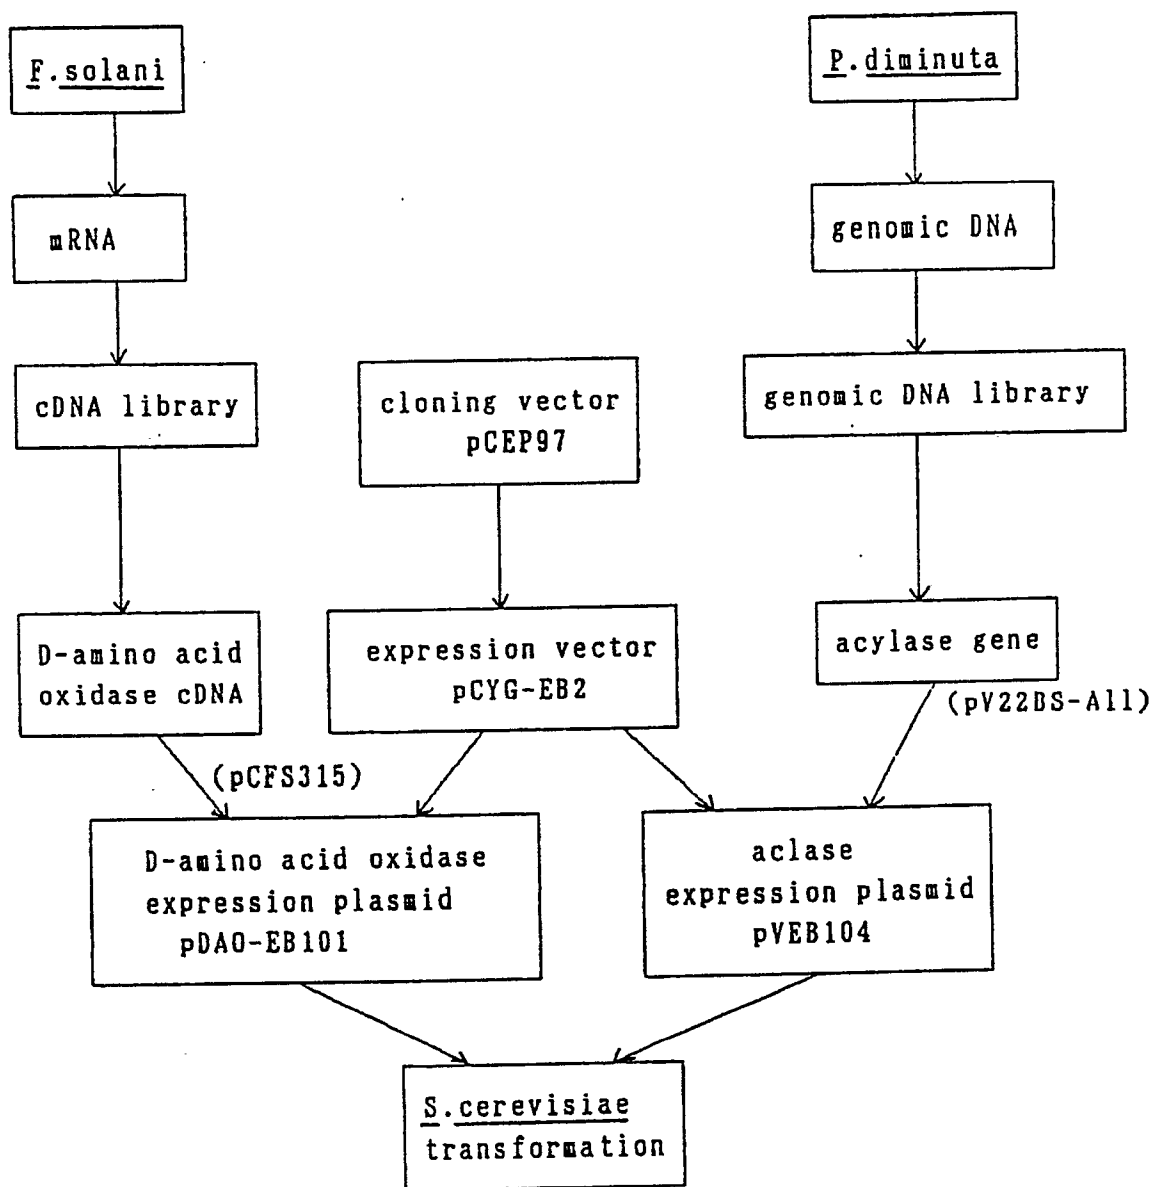 F.solani
P.diminuta
mRNA
genomic DNA
cDNA library
cloning vector
pCEP97
genomic DNA library
D-amino acid
oxidase cDNA
expression vector
pCYG-EB2
acylase gene
(pV22BS-All)
(pCFS315)
D-amino acid oxidase
expression plasmid
pDAO-EB101
aclase
expression plasmid
pVEB104
S.cerevisiae
transformation